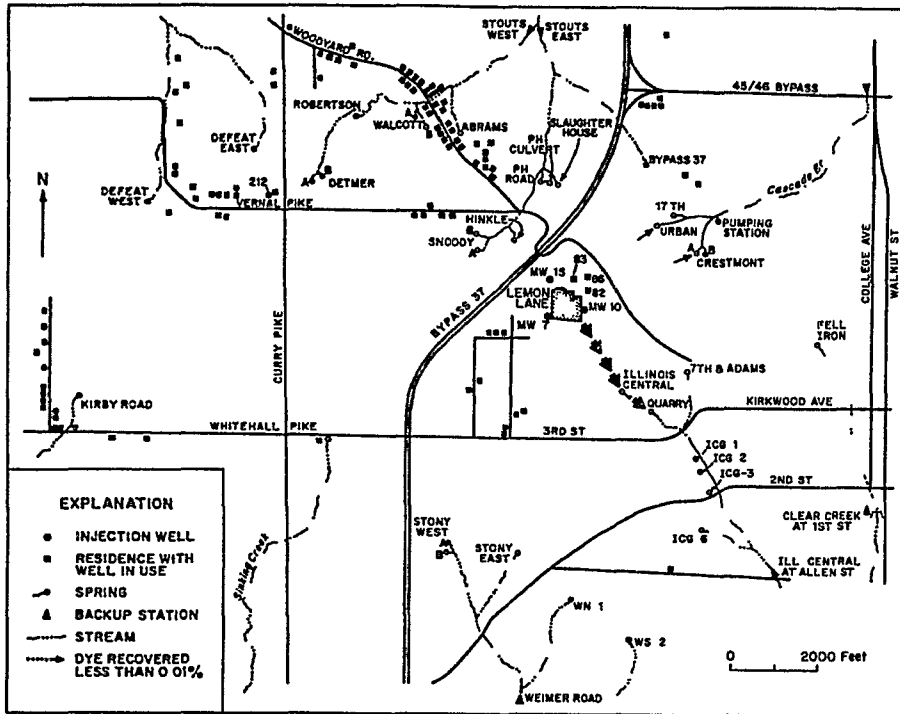 STOUTS WEST
STOUTS EAST
WOODYARD RD.
45/46 BYPASS
ROBERTSON
A
WALCOTT
B
ABRAMS
PH CULVERT
SLAUGHTER HOUSE
PH ROAD
DEFEAT EAST
BYPASS 37
Cascade Br
N
DEFEAT WEST
212
A
B
DETMER
VERNAL PIKE
17TH
URBAN
PUMPING STATION
HINKLE
B
SNODDY
A
A
B
CRESTMONT
COLLEGE AVE
WALNUT ST
83
MW 15
86
82
LEMON LANE
MW 10
MW 7
BYPASS 37
CURRY PIKE
FELL IRON
ILLINOIS CENTRAL
7TH & ADAMS
QUARRY
KIRBY ROAD
KIRKWOOD AVE
WHITEHALL PIKE
3RD ST
ICG 1
ICG 2
ICG-3
2ND ST
EXPLANATION
INJECTION WELL
RESIDENCE WITH WELL IN USE
SPRING
BACKUP STATION
STREAM
DYE RECOVERED LESS THAN 0 01%
Sinking Creek
STONY WEST
A
B
STONY EAST
CLEAR CREEK AT 1ST ST
ICG 6
ILL CENTRAL AT ALLEN ST
WN 1
WS 2
0 2000 Feet
WEIMER ROAD